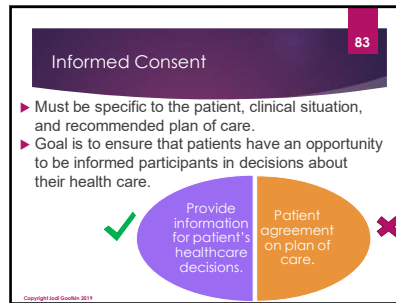 83
Informed Consent
Must be specific to the patient, clinical situation,
and recommended plan of care.
Goal is to ensure that patients have an opportunity
to be informed participants in decisions about
their health care.
Provide
information
for patient's
healthcare
decisions.
Patient
agreement
on plan of
care.
Copyright Jodi Gootkin 2019